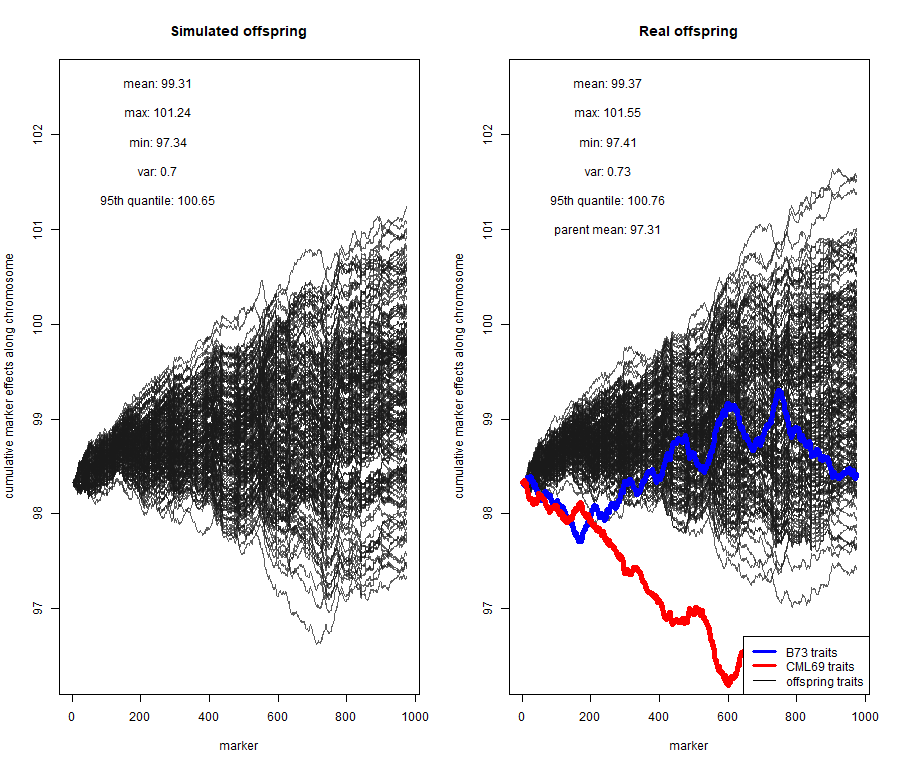 Simulated offspring
mean: 99.31
max: 101.24
min: 97.34
var: 0.7
95th quantile: 100.65
cumulative marker effects along chromosome
97
98
99
100
101
102
0
200
400
600
800
1000
marker
Real offspring
mean: 99.37
max: 101.55
min: 97.41
var: 0.73
95th quantile: 100.76
parent mean: 97.31
cumulative marker effects along chromosome
97
98
99
100
101
102
0
200
400
600
800
1000
marker
B73 traits
CML69 traits
offspring traits